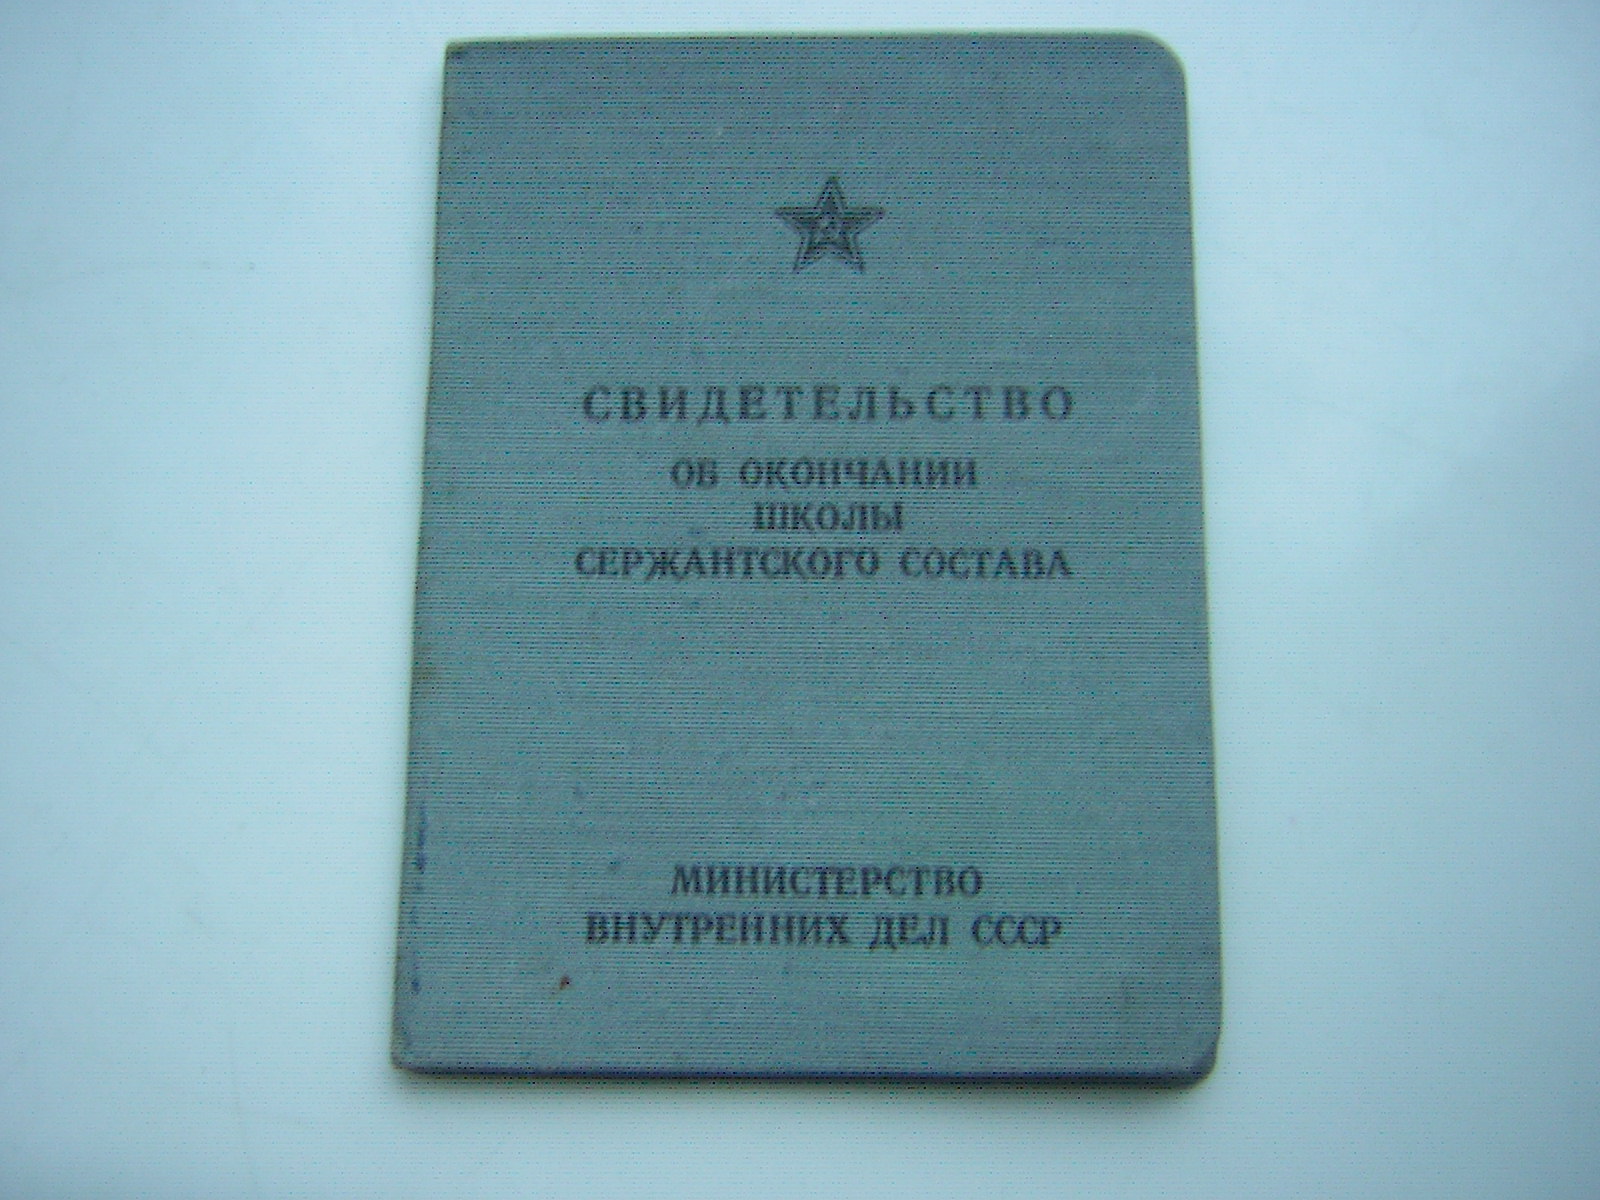 СВИДЕТЕЛЬСТВО
ОБ ОКОНЧАНИИ
ШКОЛЫ
СЕРЖАНТСКОГО СОСТАВА
МИНИСТЕРСТВО
ВНУТРЕННИХ ДЕЛ СССР